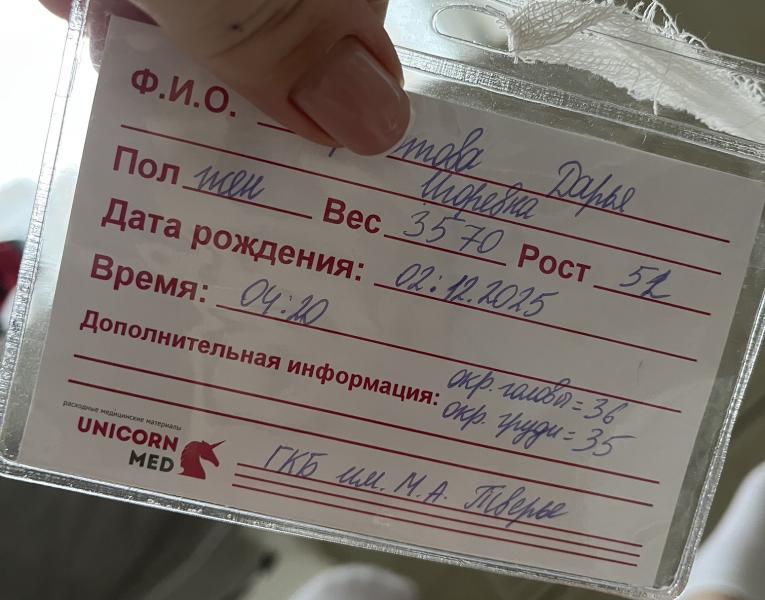 Ф.И.О. Дарья
Игоревна
Пол жен Вес 3570 Рост 52
Дата рождения: 02.12.2025
Время: 04:20
Дополнительная информация: окр. головы = 36
окр. груди = 35
расходные медицинские материалы
UNICORN
MED
ГКБ им. М.А. Тверье